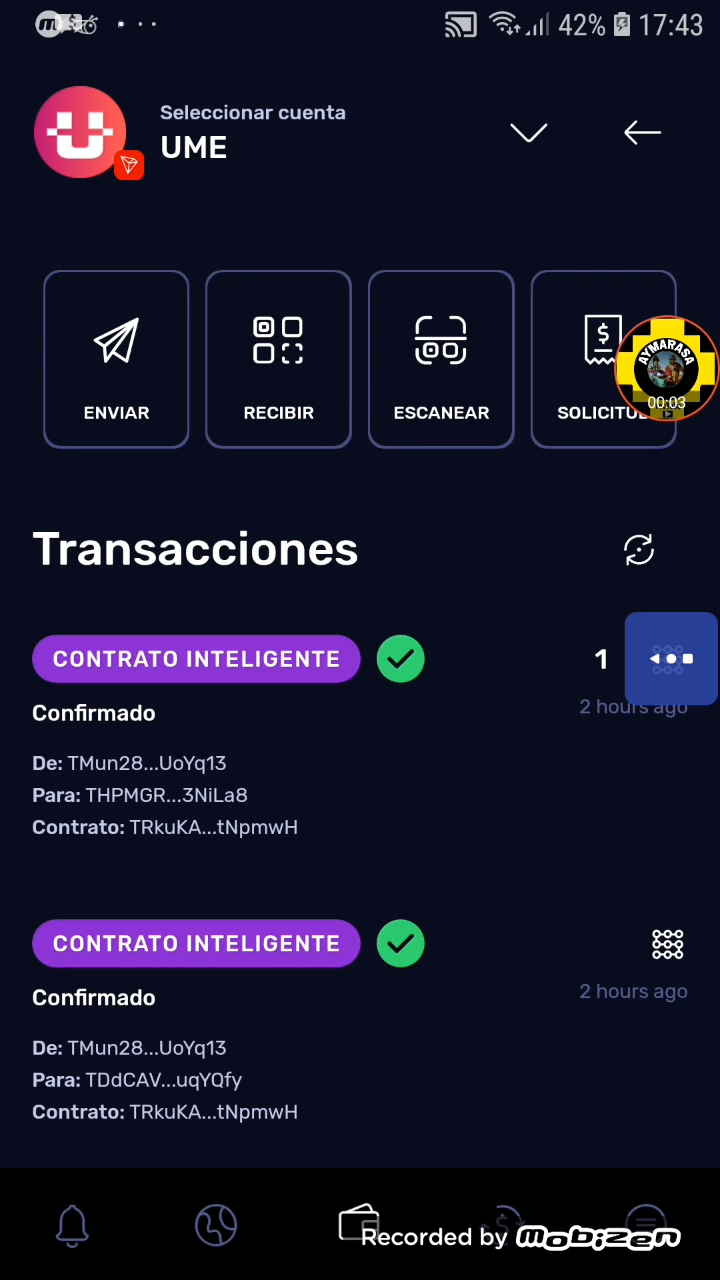 42% 17:43
Seleccionar cuenta
UME
ENVIAR
RECIBIR
ESCANEAR
SOLICITU
AYMARASA
00:03
Transacciones
CONTRATO INTELIGENTE
1
Confirmado
2 hours ago
De: TMun28...UoYq13
Para: THPMGR...3NiLa8
Contrato: TRkuKA...tNpmwH
CONTRATO INTELIGENTE
Confirmado
2 hours ago
De: TMun28...UoYq13
Para: TDdCAV...uqYQfy
Contrato: TRkuKA...tNpmwH
Recorded by mobizen